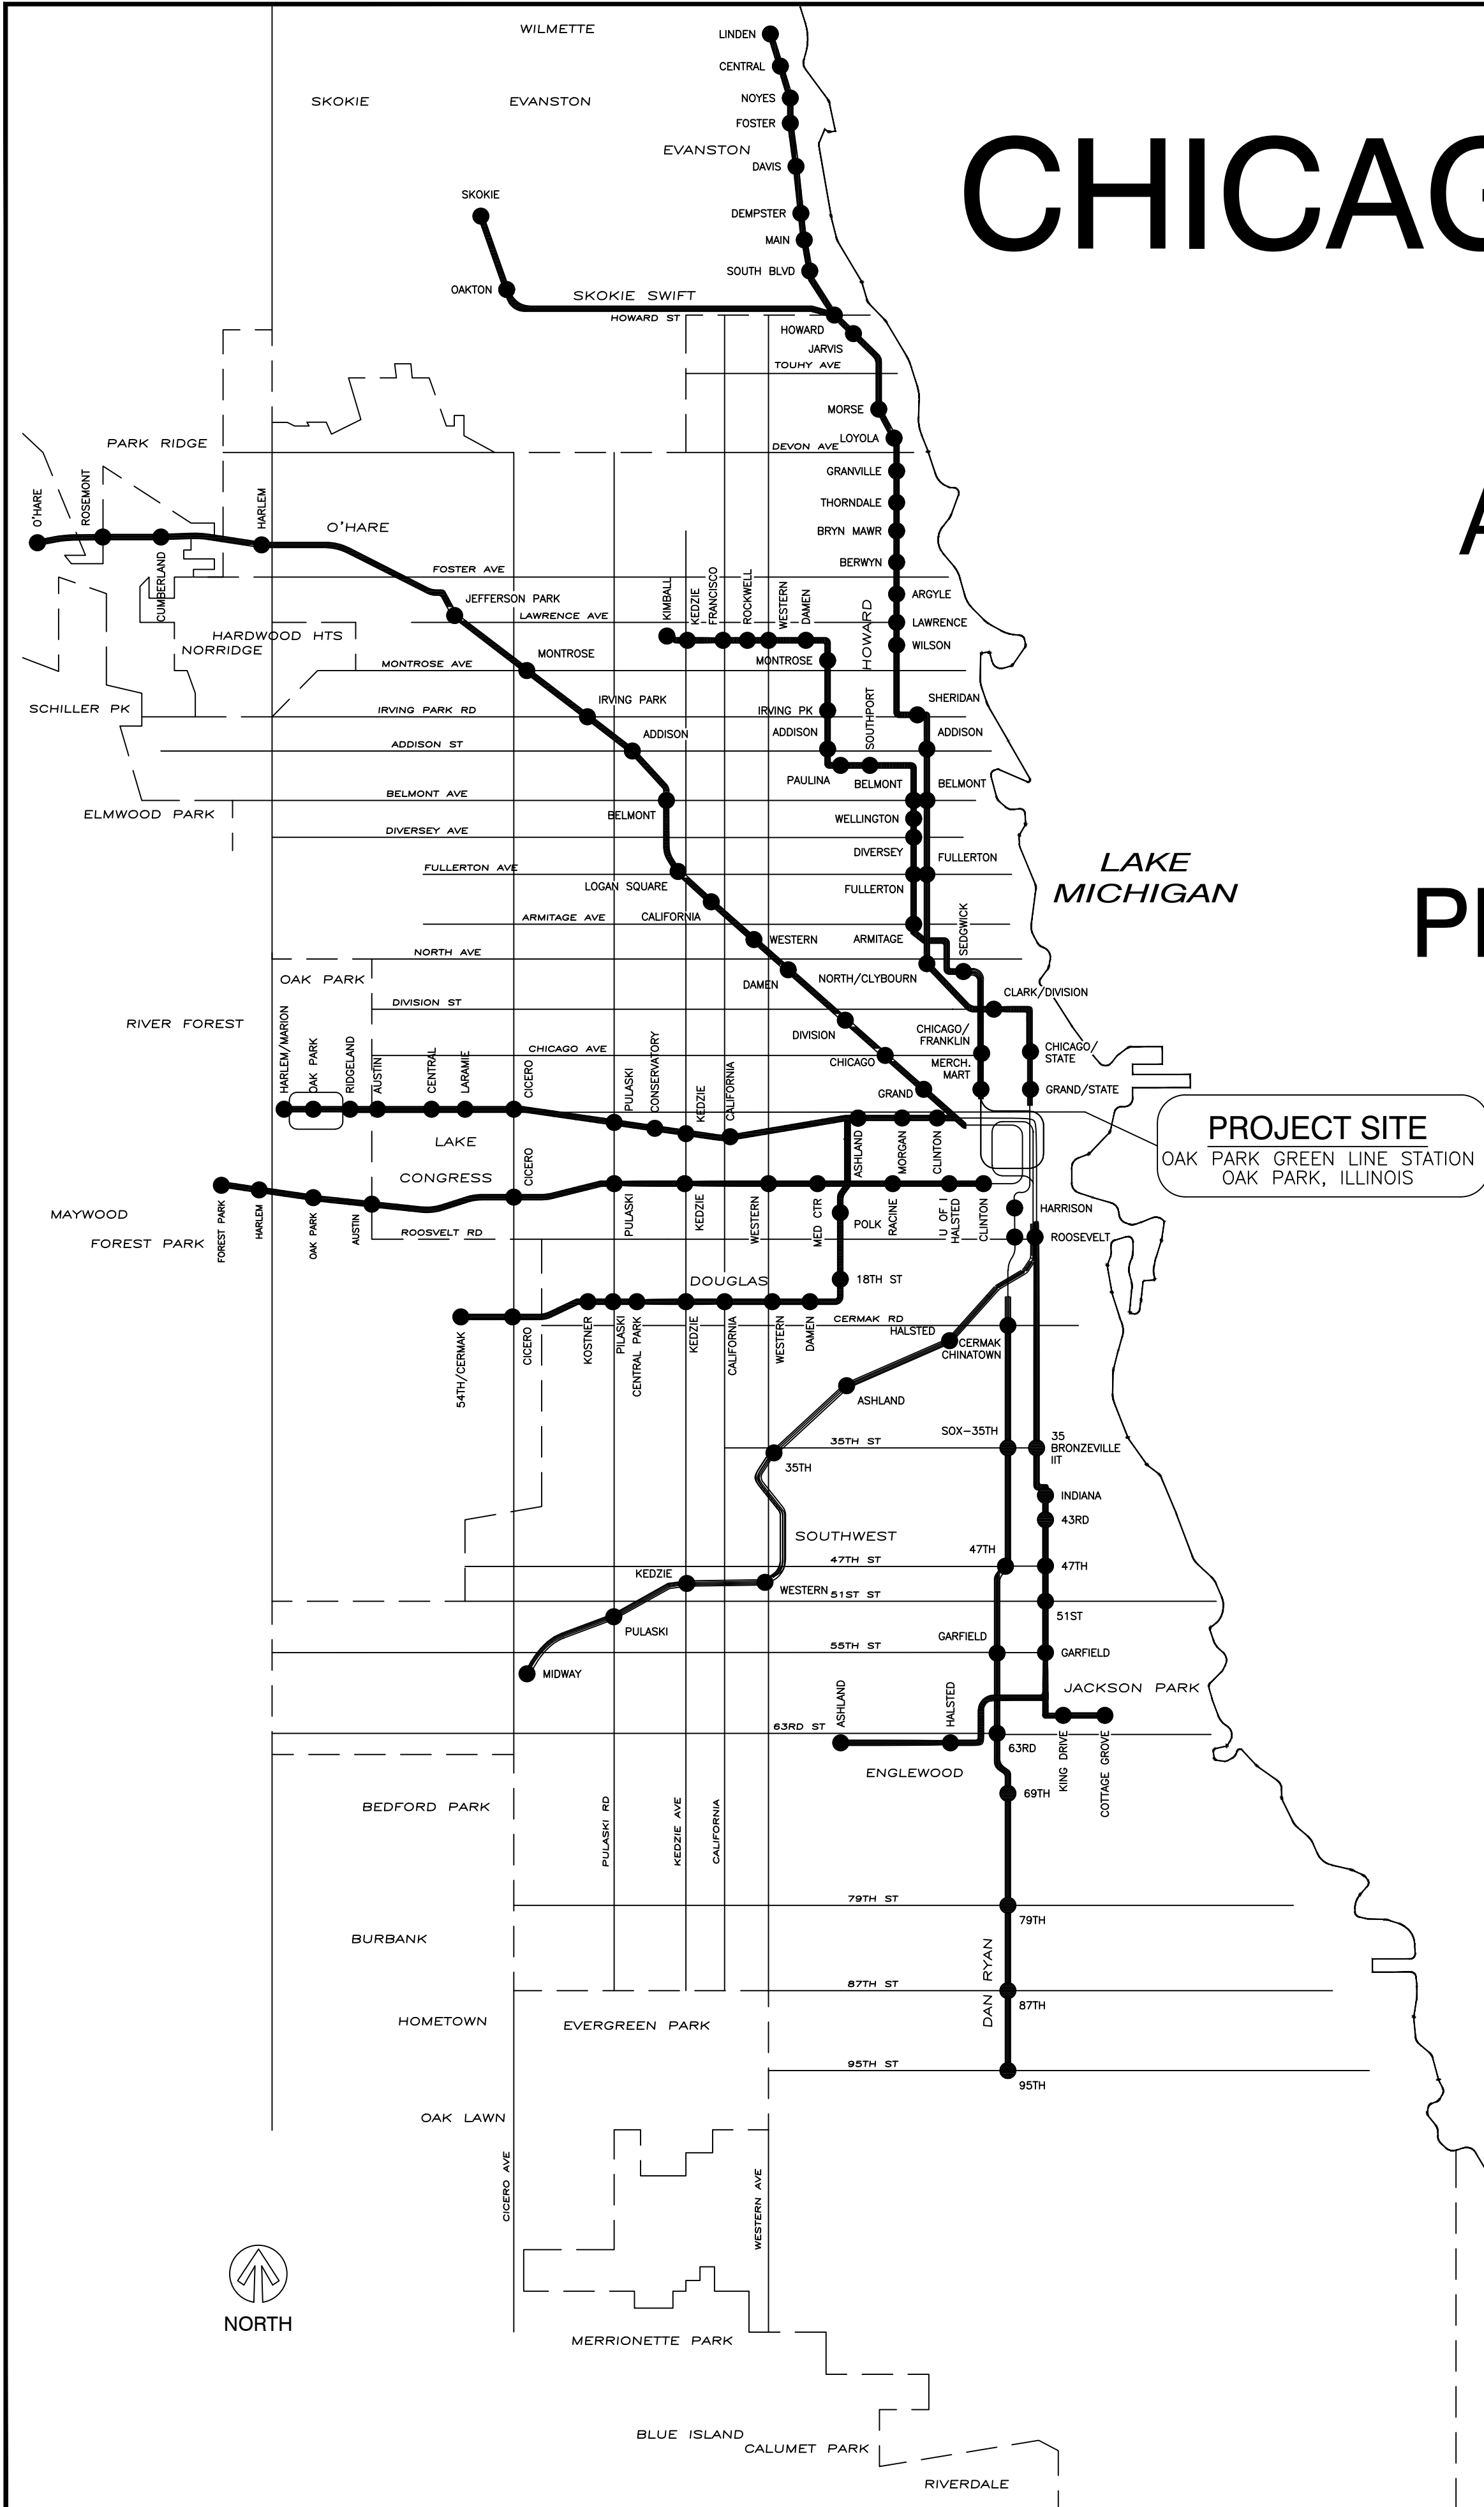 WILMETTE
LINDEN
CENTRAL
SKOKIE
EVANSTON
NOYES
FOSTER
EVANSTON
DAVIS
CHICAG
SKOKIE
DEMPSTER
MAIN
SOUTH BLVD
OAKTON
SKOKIE SWIFT
HOWARD ST
HOWARD
JARVIS
TOUHY AVE
MORSE
PARK RIDGE
LOYOLA
DEVON AVE
GRANVILLE
O'HARE
ROSEMONT
HARLEM
THORNDALE
A
O'HARE
BRYN MAWR
CUMBERLAND
BERWYN
FOSTER AVE
JEFFERSON PARK
KIMBALL
KEDZIE
FRANCISCO
ROCKWELL
WESTERN
DAMEN
ARGYLE
LAWRENCE AVE
LAWRENCE
HOWARD
HARDWOOD HTS
NORRIDGE
WILSON
MONTROSE
MONTROSE
MONTROSE AVE
SCHILLER PK
IRVING PARK
SHERIDAN
IRVING PARK RD
IRVING PK
SOUTHPORT
ADDISON
ADDISON
ADDISON
ADDISON ST
PAULINA
BELMONT
BELMONT
BELMONT AVE
ELMWOOD PARK
BELMONT
WELLINGTON
DIVERSEY AVE
DIVERSEY
FULLERTON
LAKE
MICHIGAN
FULLERTON AVE
LOGAN SQUARE
FULLERTON
ARMITAGE AVE
CALIFORNIA
SEDGWICK
PR
WESTERN
ARMITAGE
NORTH AVE
OAK PARK
DAMEN
NORTH/CLYBOURN
CLARK/DIVISION
DIVISION ST
RIVER FOREST
DIVISION
CHICAGO/
FRANKLIN
HARLEM/MARION
OAK PARK
RIDGELAND
AUSTIN
CENTRAL
LARAMIE
CICERO
PULASKI
CONSERVATORY
KEDZIE
CALIFORNIA
CHICAGO AVE
CHICAGO
MERCH.
MART
CHICAGO/
STATE
GRAND
GRAND/STATE
PROJECT SITE
OAK PARK GREEN LINE STATION
OAK PARK, ILLINOIS
LAKE
ASHLAND
MORGAN
CLINTON
CONGRESS
CICERO
MAYWOOD
FOREST PARK
FOREST PARK
HARLEM
OAK PARK
AUSTIN
PULASKI
KEDZIE
WESTERN
MED CTR
POLK
RACINE
U OF I
HALSTED
CLINTON
HARRISON
ROOSVELT RD
ROOSEVELT
DOUGLAS
18TH ST
54TH/CERMAK
CICERO
KOSTNER
PILASKI
CENTRAL PARK
KEDZIE
CALIFORNIA
WESTERN
DAMEN
CERMAK RD
HALSTED
CERMAK
CHINATOWN
ASHLAND
SOX-35TH
35
BRONZEVILLE
IIT
35TH ST
35TH
INDIANA
43RD
SOUTHWEST
47TH
47TH ST
47TH
KEDZIE
WESTERN
51ST ST
51ST
PULASKI
GARFIELD
55TH ST
GARFIELD
MIDWAY
JACKSON PARK
ASHLAND
HALSTED
63RD ST
63RD
KING DRIVE
COTTAGE GROVE
ENGLEWOOD
69TH
BEDFORD PARK
PULASKI RD
KEDZIE AVE
CALIFORNIA
79TH ST
79TH
BURBANK
DAN RYAN
87TH ST
87TH
HOMETOWN
EVERGREEN PARK
95TH ST
95TH
OAK LAWN
CICERO AVE
WESTERN AVE
NORTH
MERRIONETTE PARK
BLUE ISLAND
CALUMET PARK
RIVERDALE